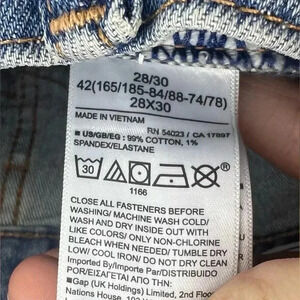 28/30
42(165/185-84/88-74/78)
28X30
MADE IN VIETNAM
RN 54023 / CA 17897
■ US/GB/EG: 99% COTTON, 1%
SPANDEX/ELASTANE
30
1166
CLOSE ALL FASTENERS BEFORE
WASHING/ MACHINE WASH COLD/
WASH AND DRY INSIDE OUT WITH
LIKE COLORS/ ONLY NON-CHLORINE
BLEACH WHEN NEEDED/ TUMBLE DRY
LOW/ COOL IRON/ DO NOT DRY CLEAN
Imported By/Importe Par/DISTRIBUIDO
POR/ΕΙΣΑΓΕΤΑΙ ΑΠΟ ΤΗΝ:
■Gap (UK Holdings) Limited, 2nd Floor
Nations House, 103